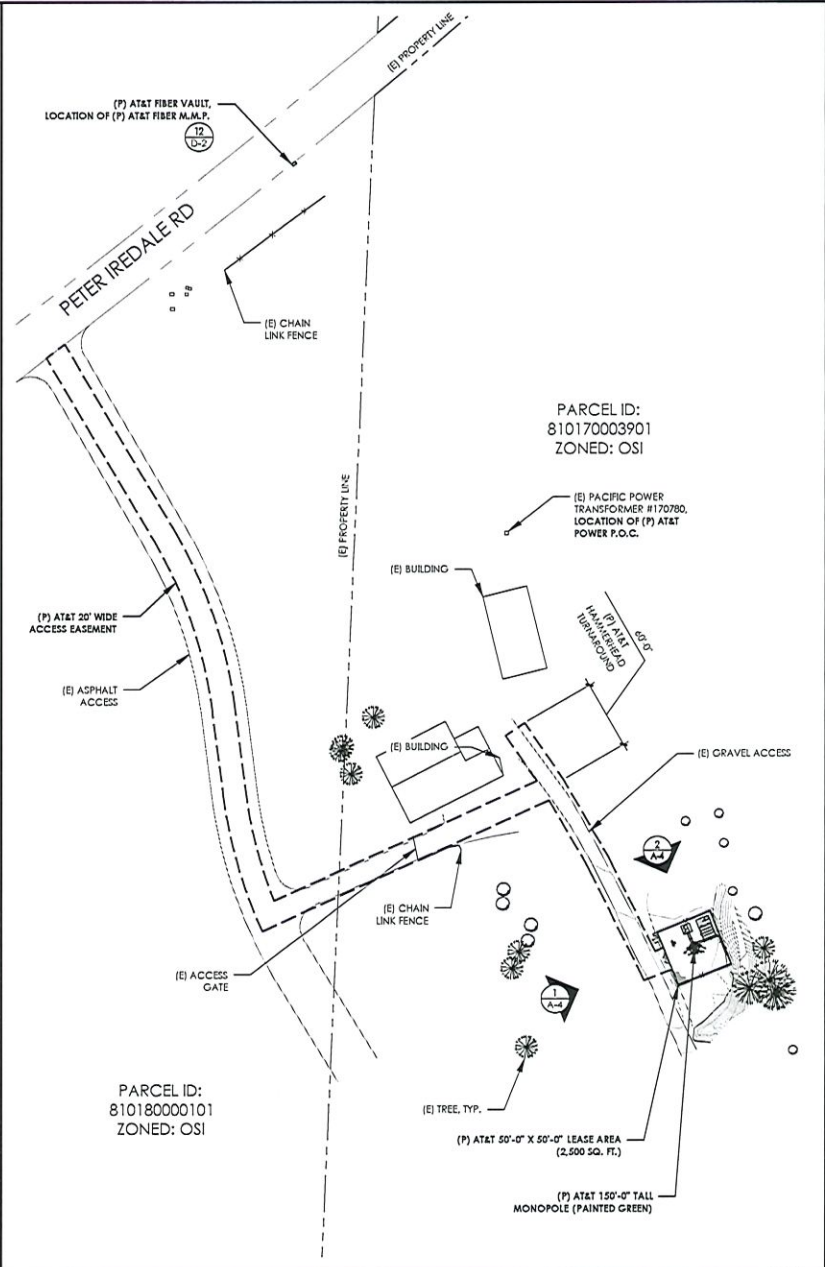 (E) PROPERTY LINE
(P) AT&T FIBER VAULT,
LOCATION OF (P) AT&T FIBER M.M.P.
12
D-2
PETER IREDALE RD
(E) CHAIN
LINK FENCE
PARCEL ID:
810170003901
ZONED: OSI
(E) PROPERTY LINE
(E) PACIFIC POWER
TRANSFORMER #170780,
LOCATION OF (P) AT&T
POWER P.O.C.
(E) BUILDING
(P) AT&T 20' WIDE
ACCESS EASEMENT
60'-0"
(P) AT&T
HAMMERHEAD
TURNAROUND
(E) ASPHALT
ACCESS
(E) BUILDING
(E) GRAVEL ACCESS
2
A-4
(E) CHAIN
LINK FENCE
(E) ACCESS
GATE
1
A-4
PARCEL ID:
810180000101
ZONED: OSI
(E) TREE, TYP.
(P) AT&T 50'-0" X 50'-0" LEASE AREA
(2,500 SQ. FT.)
(P) AT&T 150'-0" TALL
MONOPOLE (PAINTED GREEN)